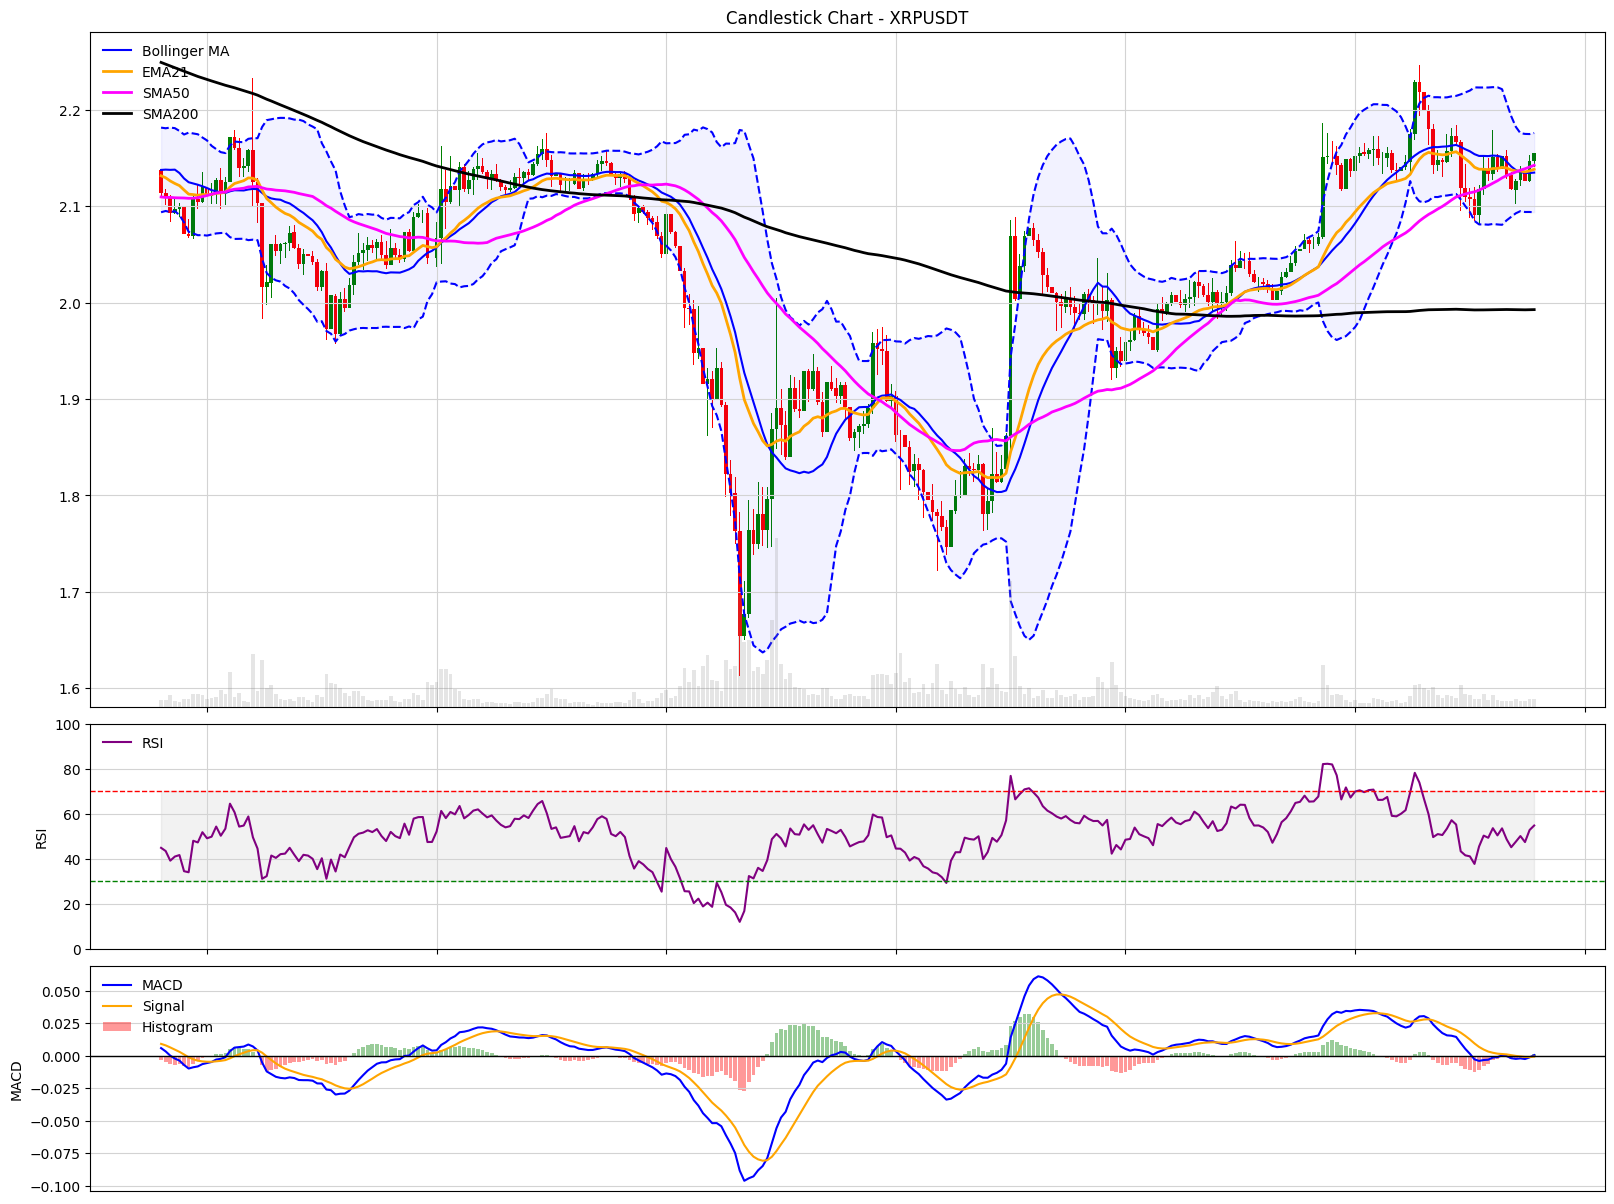 Candlestick Chart - XRPUSDT
Bollinger MA
EMA21
SMA50
SMA200
2.2
2.1
2.0
1.9
1.8
1.7
1.6
100
80
60
40
20
0
RSI
RSI
0.050
0.025
0.000
−0.025
−0.050
−0.075
−0.100
MACD
MACD
Signal
Histogram